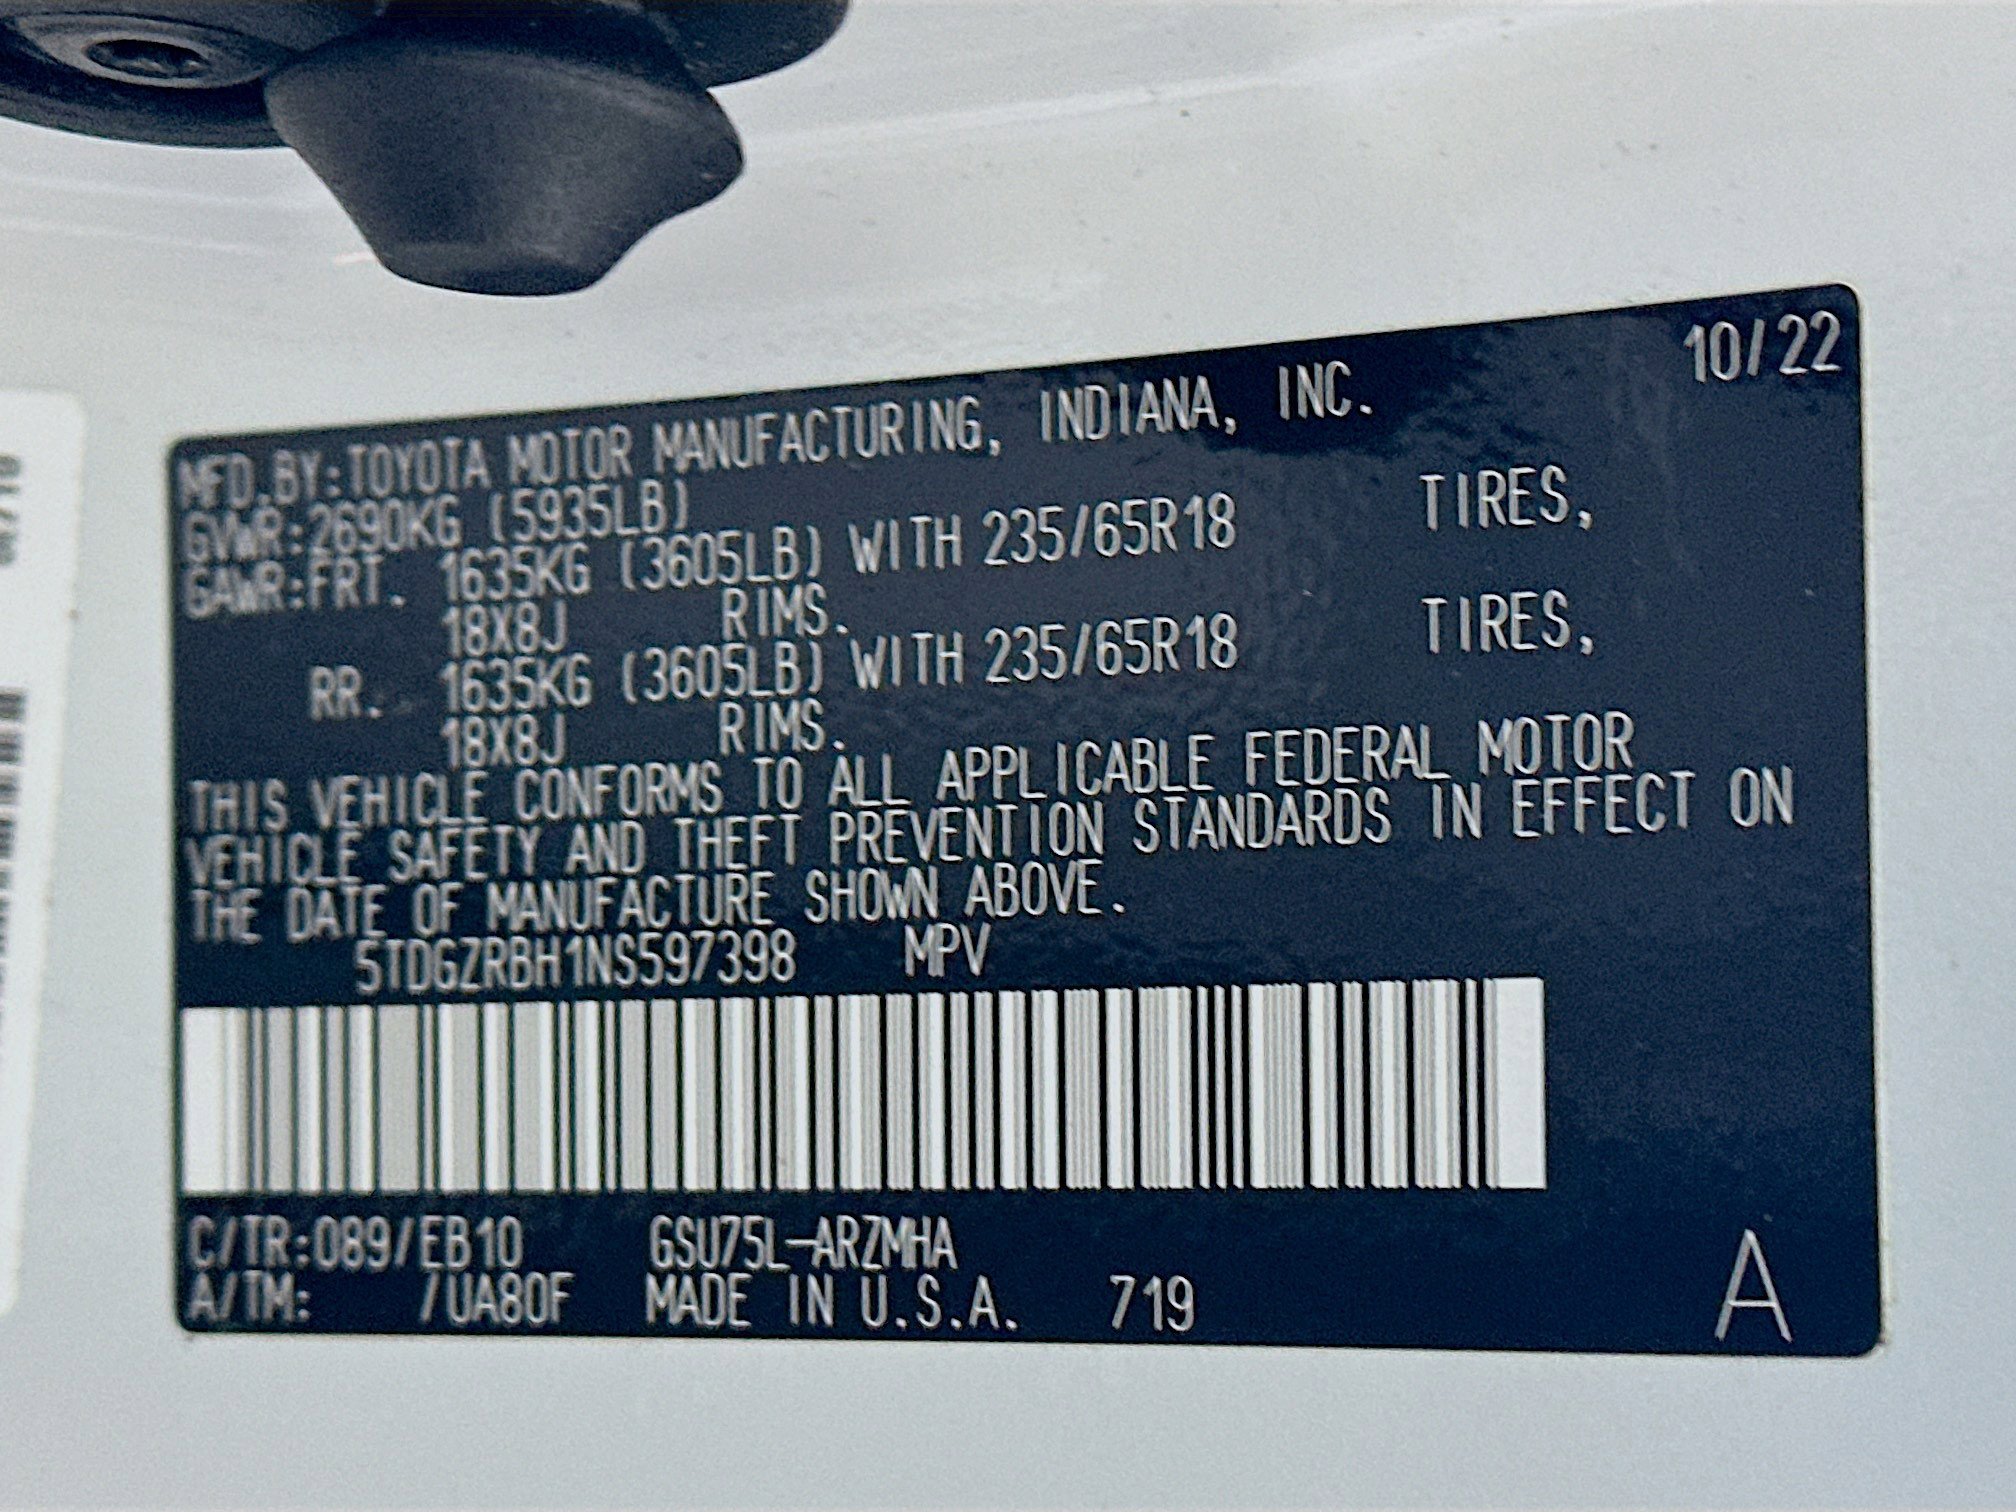 10/22
MFD.BY:TOYOTA MOTOR MANUFACTURING, INDIANA, INC.
GVWR:2690KG (5935LB)
GAWR:FRT. 1635KG (3605LB) WITH 235/65R18 TIRES,
18X8J RIMS.
RR. 1635KG (3605LB) WITH 235/65R18 TIRES,
18X8J RIMS.
THIS VEHICLE CONFORMS TO ALL APPLICABLE FEDERAL MOTOR
VEHICLE SAFETY AND THEFT PREVENTION STANDARDS IN EFFECT ON
THE DATE OF MANUFACTURE SHOWN ABOVE.
5TDGZRBH1NS597398 MPV
C/TR:089/EB10 GSU75L-ARZMHA
A/TM: /UA80F MADE IN U.S.A. 719 A